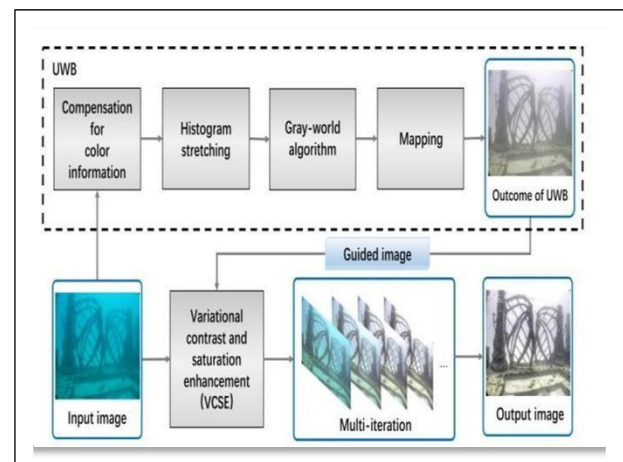 UWB
Compensation
for
color
information
Histogram
stretching
Gray-world
algorithm
Mapping
Outcome of UWB
Guided image
Input image
Variational
contrast and
saturation
enhancement
(VCSE)
...
Multi-iteration
Output image